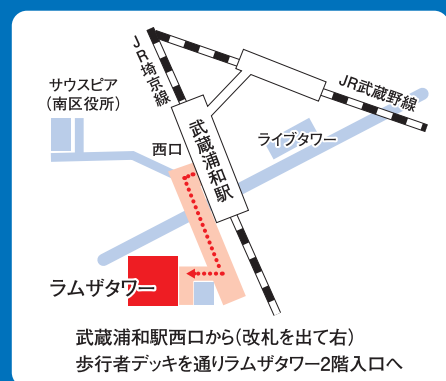 JR埼京線
JR武蔵野線
サウスピア
(南区役所)
西口
武蔵浦和駅
ライブタワー
ラムザタワー
武蔵浦和駅西口から(改札を出て右)
歩行者デッキを通りラムザタワー2階入口へ